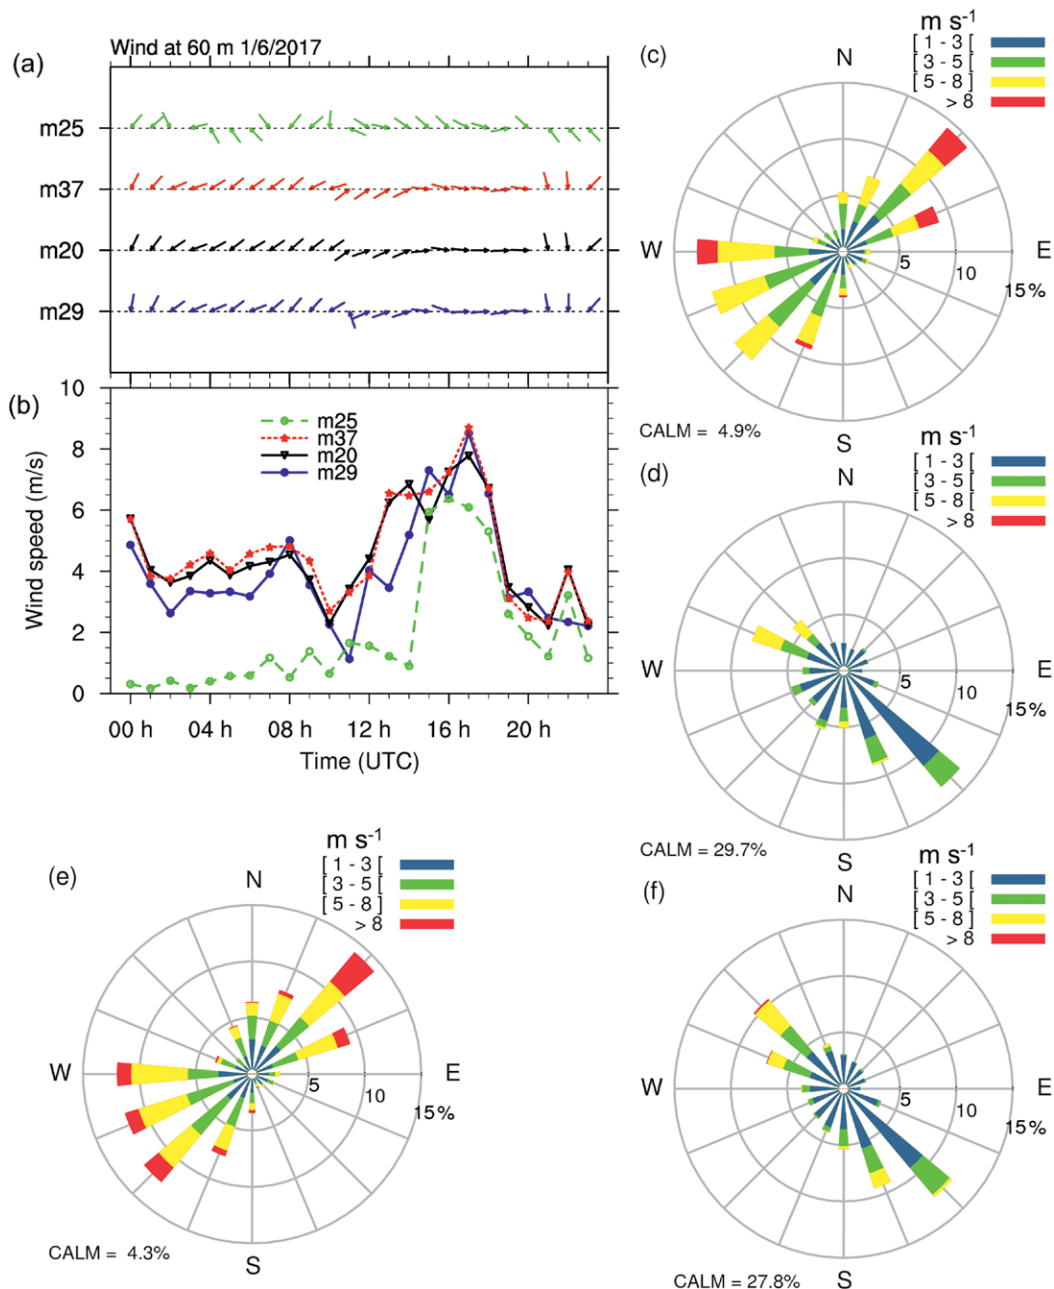 Wind at 60 m 1/6/2017
(a)
m25
m37
m20
m29
(b)
10
8
6
4
2
0
Wind speed (m/s)
m25
m37
m20
m29
00 h 04 h 08 h 12 h 16 h 20 h
Time (UTC)
(c)
m s-1
[ 1 - 3 [
[ 3 - 5 [
[ 5 - 8 ]
> 8
N
W
E
S
5
10
15%
CALM = 4.9%
(d)
m s-1
[ 1 - 3 [
[ 3 - 5 [
[ 5 - 8 ]
> 8
N
W
E
S
5
10
15%
CALM = 29.7%
(e)
m s-1
[ 1 - 3 [
[ 3 - 5 [
[ 5 - 8 ]
> 8
N
W
E
S
5
10
15%
CALM = 4.3%
(f)
m s-1
[ 1 - 3 [
[ 3 - 5 [
[ 5 - 8 ]
> 8
N
W
E
S
5
10
15%
CALM = 27.8%